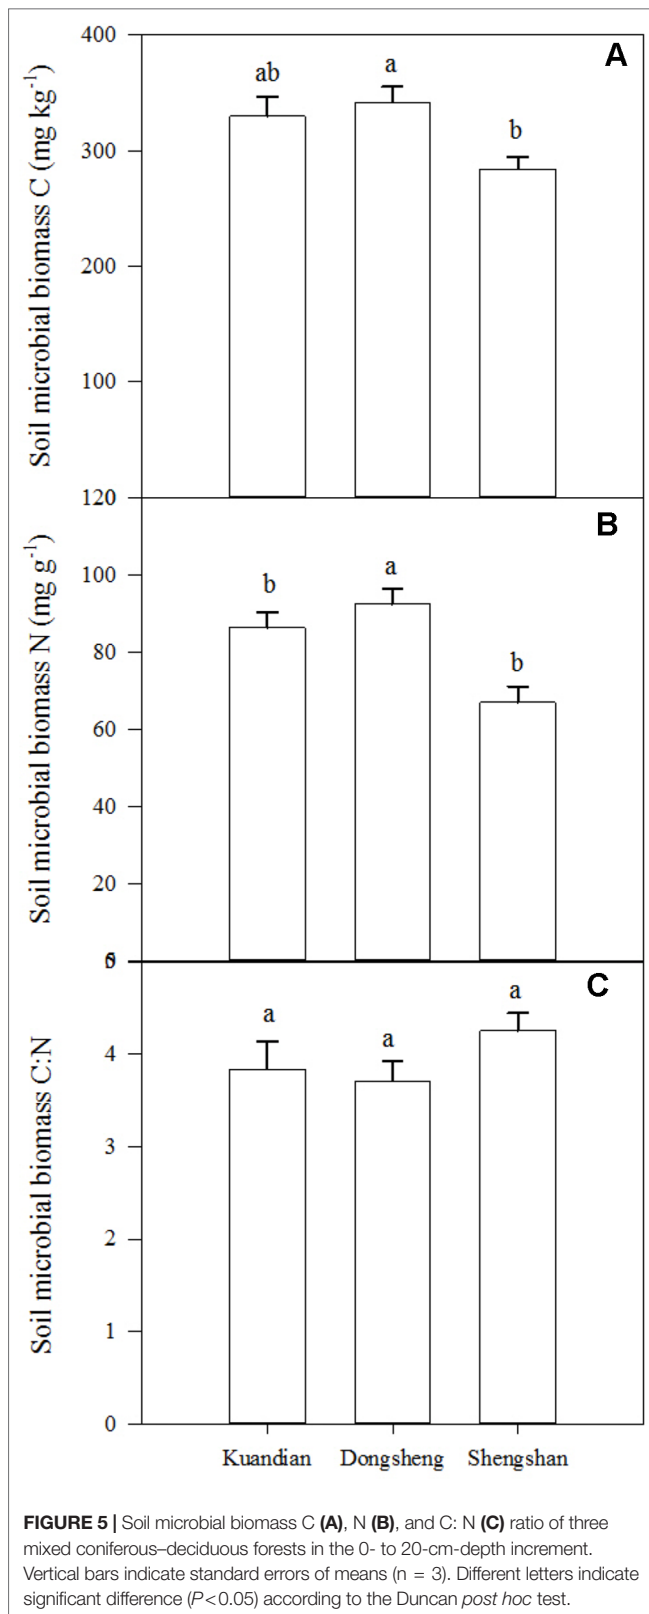 A
Soil microbial biomass C (mg kg-1)
400
300
200
100
ab
a
b
B
Soil microbial biomass N (mg g-1)
120
100
80
60
40
20
b
a
b
C
Soil microbial biomass C:N
5
4
3
2
1
0
a
a
a
Kuandian Dongsheng Shengshan
FIGURE 5 | Soil microbial biomass C (A), N (B), and C: N (C) ratio of three
mixed coniferous–deciduous forests in the 0- to 20-cm-depth increment.
Vertical bars indicate standard errors of means (n = 3). Different letters indicate
significant difference (P<0.05) according to the Duncan post hoc test.